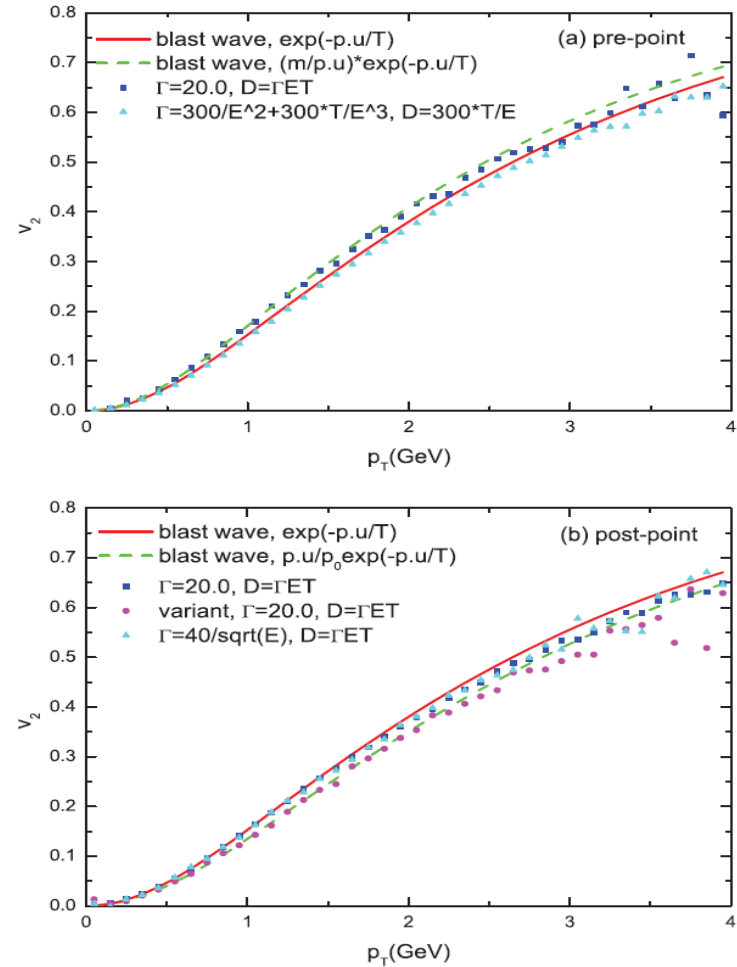 0.8
0.7
0.6
0.5
0.4
0.3
0.2
0.1
0.0
v2
blast wave, exp(-p.u/T)
blast wave, (m/p.u)*exp(-p.u/T)
Γ=20.0, D=ΓET
Γ=300/E^2+300*T/E^3, D=300*T/E
(a) pre-point
0 1 2 3 4
pT(GeV)
0.8
0.7
0.6
0.5
0.4
0.3
0.2
0.1
0.0
v2
blast wave, exp(-p.u/T)
blast wave, p.u/p0exp(-p.u/T)
Γ=20.0, D=ΓET
variant, Γ=20.0, D=ΓET
Γ=40/sqrt(E), D=ΓET
(b) post-point
0 1 2 3 4
pT(GeV)